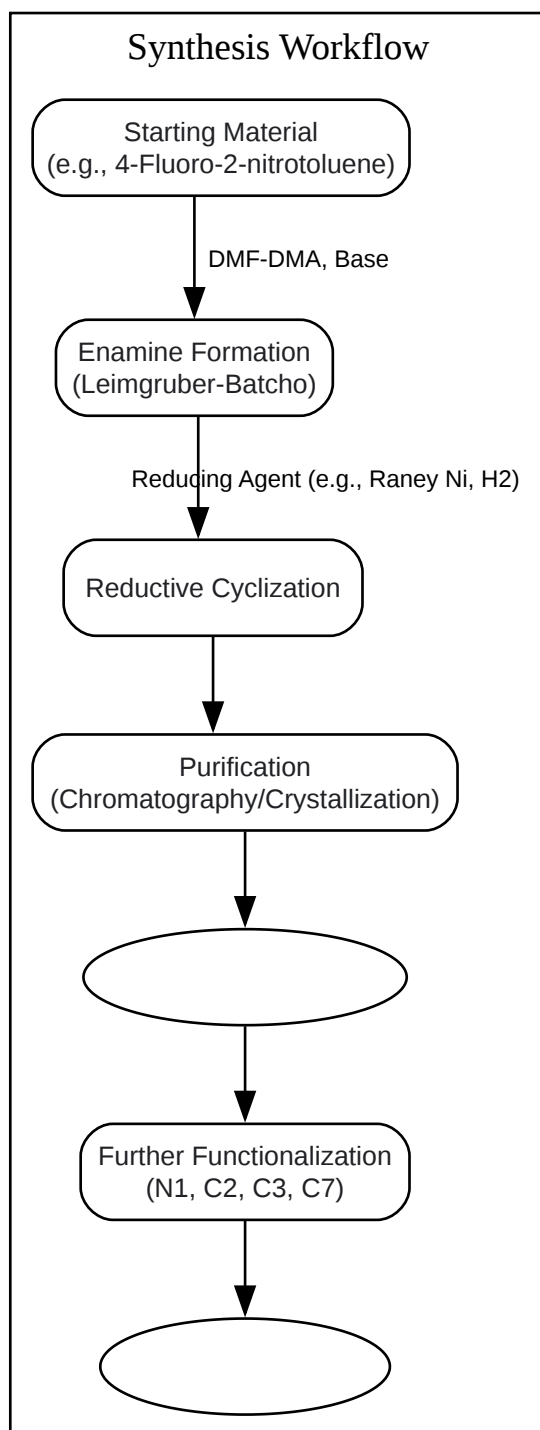 Synthesis Workflow
Starting Material
(e.g., 4-Fluoro-2-nitrotoluene)
DMF-DMA, Base
Enamine Formation
(Leimgruber-Batcho)
Reducing Agent (e.g., Raney Ni, H2)
Reductive Cyclization
Purification
(Chromatography/Crystallization)
Further Functionalization
(N1, C2, C3, C7)